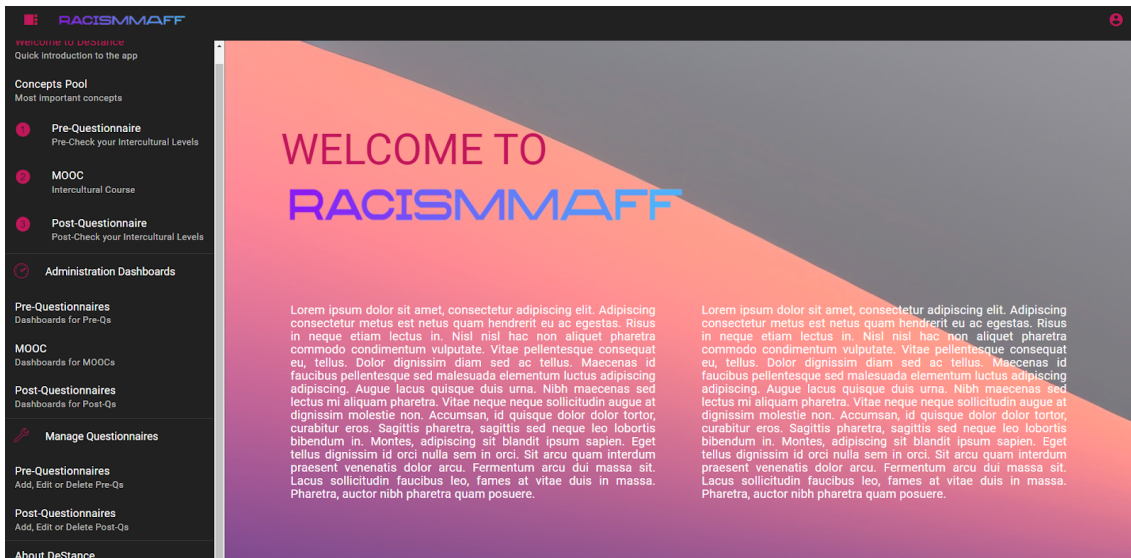 RACISMMAFF
Welcome to DeStance
Quick introduction to the app
Concepts Pool
Most important concepts
1
Pre-Questionnaire
Pre-Check your Intercultural Levels
2
MOOC
Intercultural Course
3
Post-Questionnaire
Post-Check your Intercultural Levels
Administration Dashboards
Pre-Questionnaires
Dashboards for Pre-Qs
MOOC
Dashboards for MOOCs
Post-Questionnaires
Dashboards for Post-Qs
Manage Questionnaires
Pre-Questionnaires
Add, Edit or Delete Pre-Qs
Post-Questionnaires
Add, Edit or Delete Post-Qs
About DeStance
WELCOME TO
RACISMMAFF
Lorem ipsum dolor sit amet, consectetur adipiscing elit. Adipiscing
consectetur metus est netus quam hendrerit eu ac egestas. Risus
in neque etiam lectus in. Nisl nisl hac non aliquet pharetra
commodo condimentum vulputate. Vitae pellentesque consequat
eu, tellus. Dolor dignissim diam sed ac tellus. Maecenas id
faucibus pellentesque sed malesuada elementum luctus adipiscing
adipiscing. Augue lacus quisque duis urna. Nibh maecenas sed
lectus mi aliquam pharetra. Vitae neque neque sollicitudin augue at
dignissim molestie non. Accumsan, id quisque dolor dolor tortor,
curabitur eros. Sagittis pharetra, sagittis sed neque leo lobortis
bibendum in. Montes, adipiscing sit blandit ipsum sapien. Eget
tellus dignissim id orci nulla sem in orci. Sit arcu quam interdum
praesent venenatis dolor arcu. Fermentum arcu dui massa sit.
Lacus sollicitudin faucibus leo, fames at vitae duis in massa.
Pharetra, auctor nibh pharetra quam posuere.
Lorem ipsum dolor sit amet, consectetur adipiscing elit. Adipiscing
consectetur metus est netus quam hendrerit eu ac egestas. Risus
in neque etiam lectus in. Nisl nisl hac non aliquet pharetra
commodo condimentum vulputate. Vitae pellentesque consequat
eu, tellus. Dolor dignissim diam sed ac tellus. Maecenas id
faucibus pellentesque sed malesuada elementum luctus adipiscing
adipiscing. Augue lacus quisque duis urna. Nibh maecenas sed
lectus mi aliquam pharetra. Vitae neque neque sollicitudin augue at
dignissim molestie non. Accumsan, id quisque dolor dolor tortor,
curabitur eros. Sagittis pharetra, sagittis sed neque leo lobortis
bibendum in. Montes, adipiscing sit blandit ipsum sapien. Eget
tellus dignissim id orci nulla sem in orci. Sit arcu quam interdum
praesent venenatis dolor arcu. Fermentum arcu dui massa sit.
Lacus sollicitudin faucibus leo, fames at vitae duis in massa.
Pharetra, auctor nibh pharetra quam posuere.